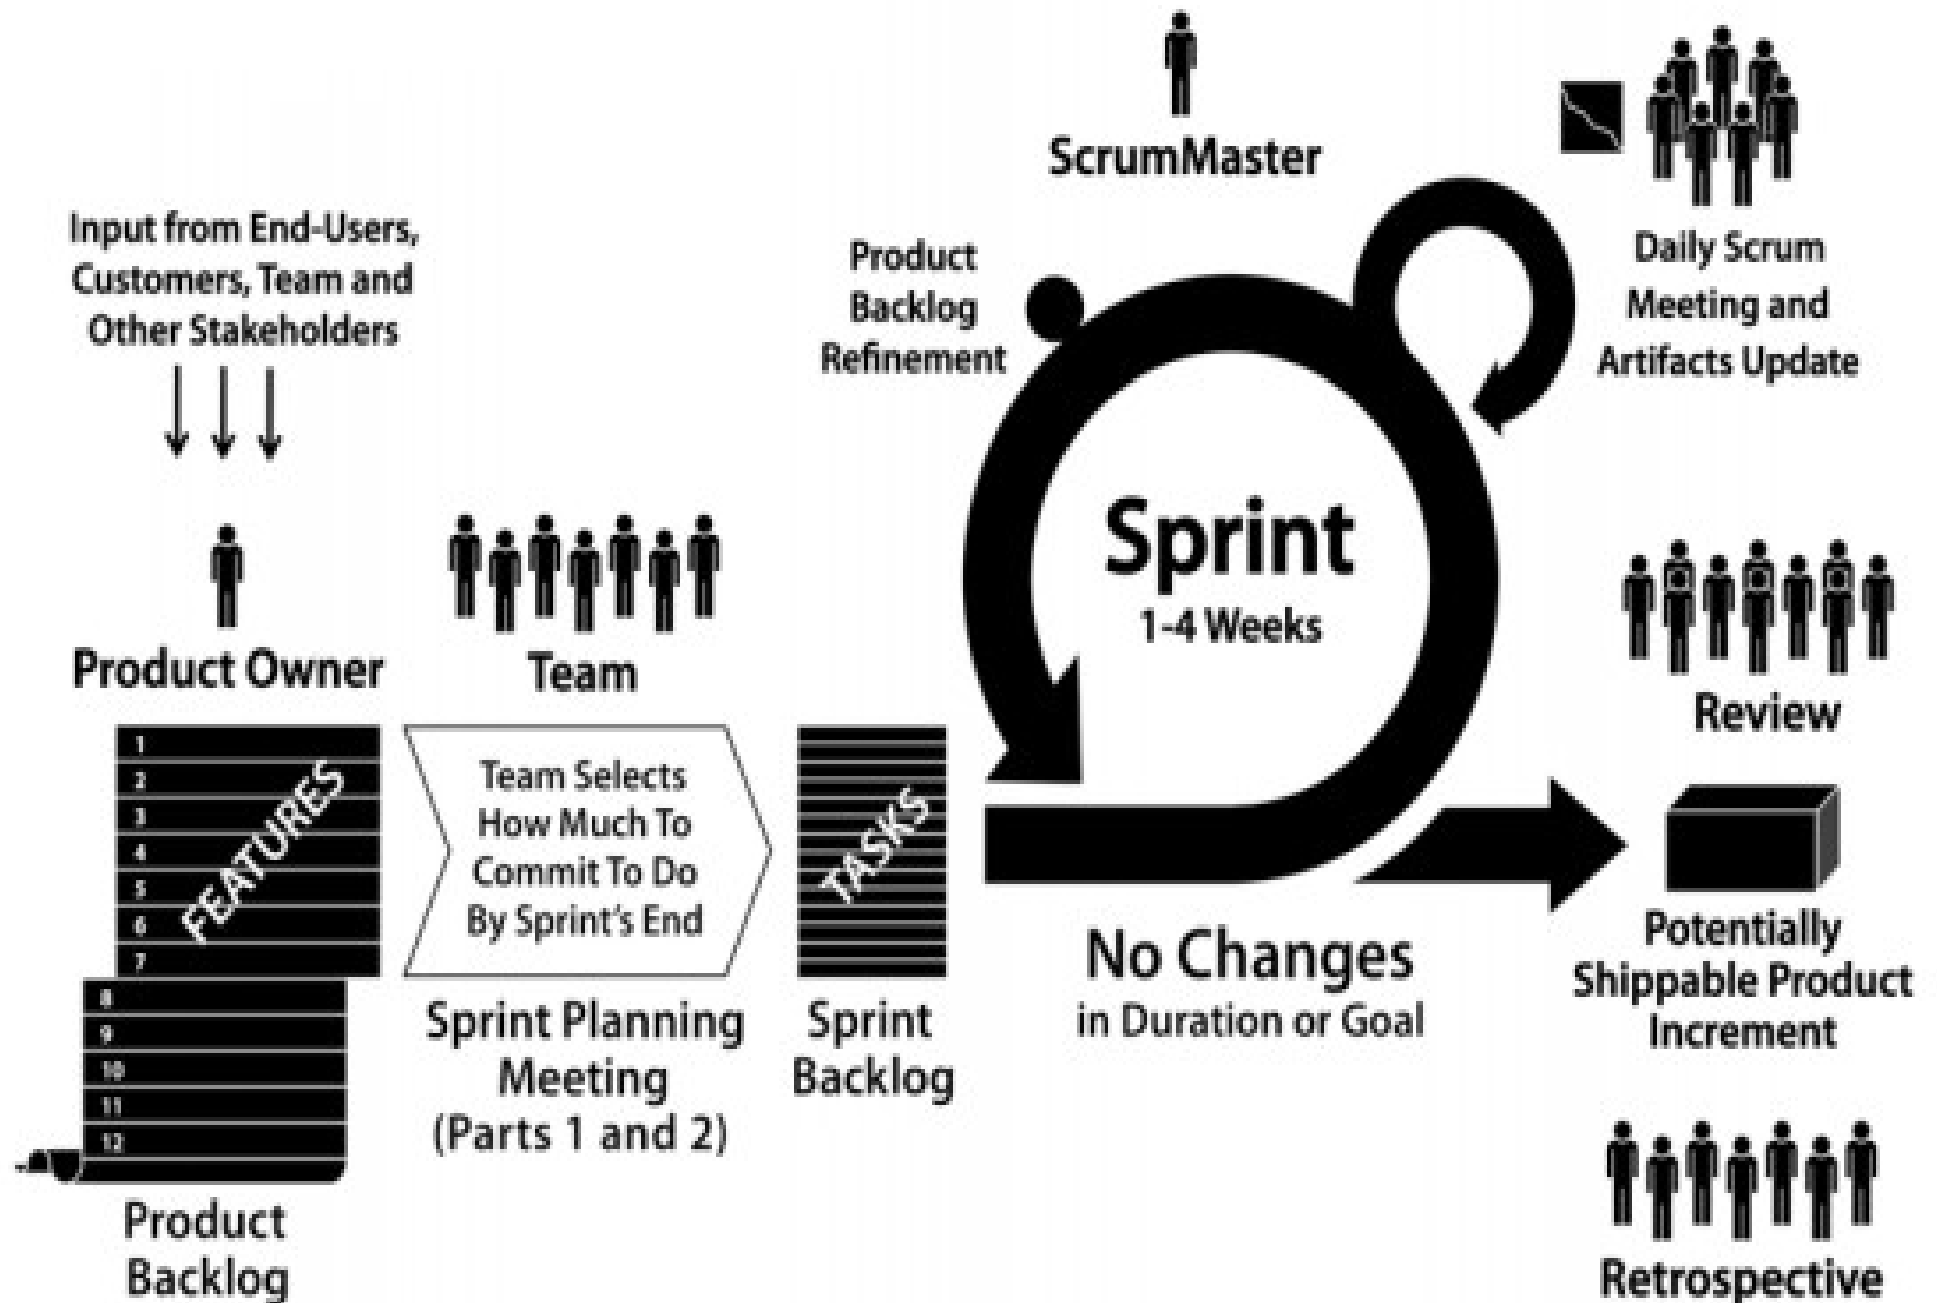 Input from End-Users,
Customers, Team and
Other Stakeholders
Product Owner
Team
1
2
3
4
5
6
7
FEATURES
8
9
10
11
12
Product
Backlog
Team Selects
How Much To
Commit To Do
By Sprint's End
Sprint Planning
Meeting
(Parts 1 and 2)
TASKS
Sprint
Backlog
ScrumMaster
Product
Backlog
Refinement
Sprint
1-4 Weeks
No Changes
in Duration or Goal
Daily Scrum
Meeting and
Artifacts Update
Review
Potentially
Shippable Product
Increment
Retrospective